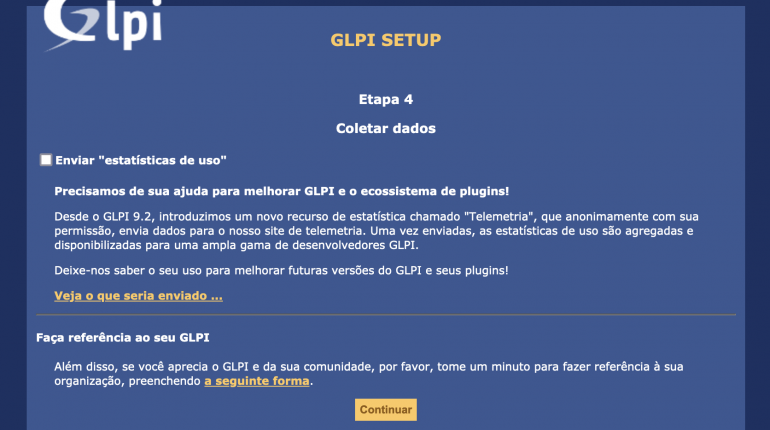 Glpi
GLPI SETUP
Etapa 4
Coletar dados
Enviar "estatísticas de uso"
Precisamos de sua ajuda para melhorar GLPI e o ecossistema de plugins!
Desde o GLPI 9.2, introduzimos um novo recurso de estatística chamado "Telemetria", que anonimamente com sua
permissão, envia dados para o nosso site de telemetria. Uma vez enviadas, as estatísticas de uso são agregadas e
disponibilizadas para uma ampla gama de desenvolvedores GLPI.
Deixe-nos saber o seu uso para melhorar futuras versões do GLPI e seus plugins!
Veja o que seria enviado ...
Faça referência ao seu GLPI
Além disso, se você aprecia o GLPI e da sua comunidade, por favor, tome um minuto para fazer referência à sua
organização, preenchendo a seguinte forma.
Continuar